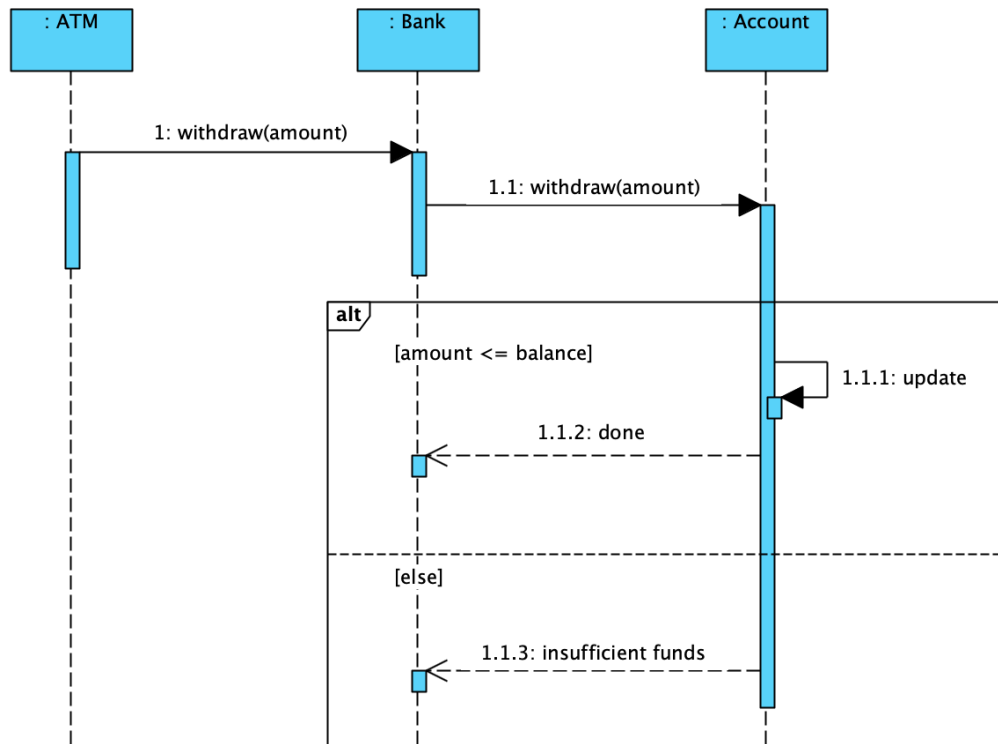 : ATM
: Bank
: Account
1: withdraw(amount)
1.1: withdraw(amount)
alt
[amount <= balance]
1.1.1: update
1.1.2: done
[else]
1.1.3: insufficient funds